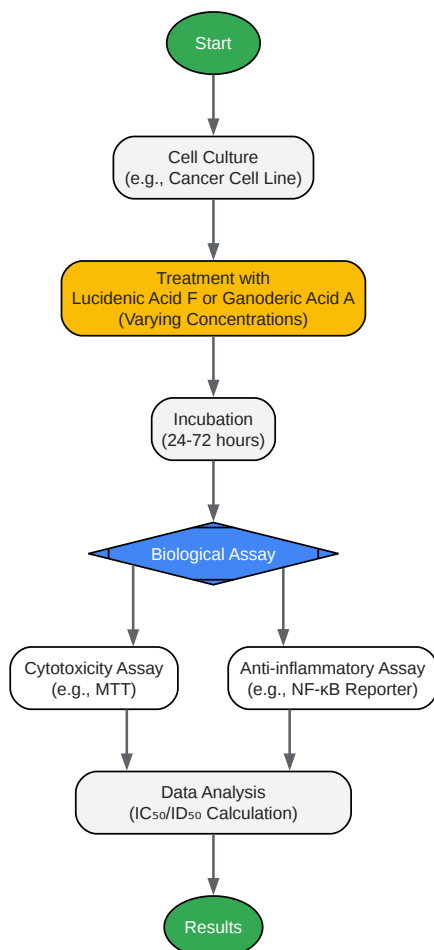 Start
Cell Culture
(e.g., Cancer Cell Line)
Treatment with
Lucidenic Acid F or Ganoderic Acid A
(Varying Concentrations)
Incubation
(24-72 hours)
Biological Assay
Cytotoxicity Assay
(e.g., MTT)
Anti-inflammatory Assay
(e.g., NF-κB Reporter)
Data Analysis
(IC₅₀/ID₅₀ Calculation)
Results